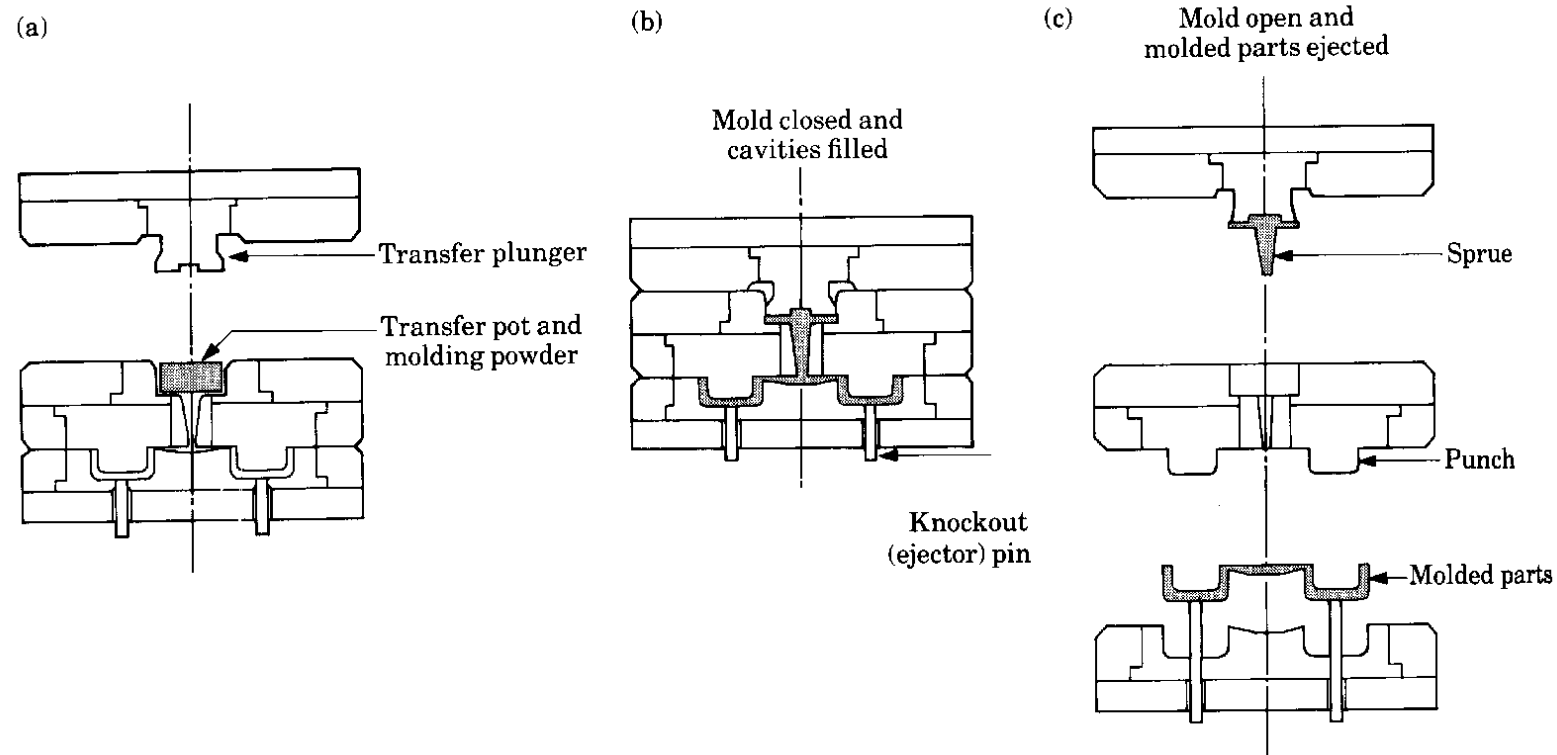 (a)
Transfer plunger
Transfer pot and
molding powder
(b)
Mold closed and
cavities filled
Knockout
(ejector) pin
(c)
Mold open and
molded parts ejected
Sprue
Punch
Molded parts